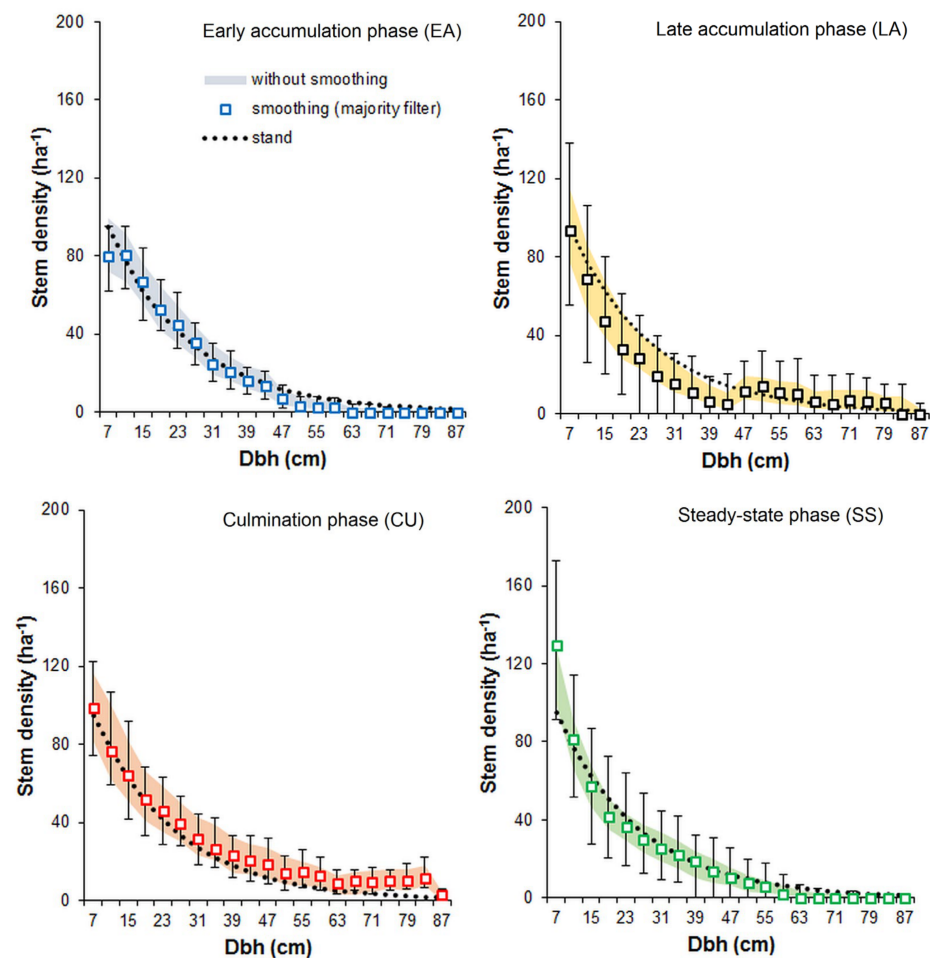 Early accumulation phase (EA)
200
160
120
80
40
0
Stem density (ha-1)
without smoothing
smoothing (majority filter)
stand
7 15 23 31 39 47 55 63 71 79 87
Dbh (cm)
Late accumulation phase (LA)
200
160
120
80
40
0
Stem density (ha-1)
7 15 23 31 39 47 55 63 71 79 87
Dbh (cm)
Culmination phase (CU)
200
160
120
80
40
0
Stem density (ha-1)
7 15 23 31 39 47 55 63 71 79 87
Dbh (cm)
Steady-state phase (SS)
200
160
120
80
40
0
Stem density (ha-1)
7 15 23 31 39 47 55 63 71 79 87
Dbh (cm)